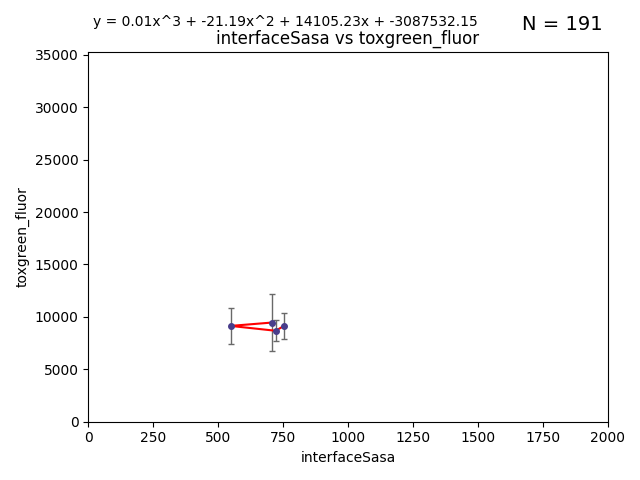 y = 0.01x^3 + -21.19x^2 + 14105.23x + -3087532.15
N = 191
interfaceSasa vs toxgreen_fluor
35000
30000
25000
20000
15000
10000
5000
0
toxgreen_fluor
0 250 500 750 1000 1250 1500 1750 2000
interfaceSasa